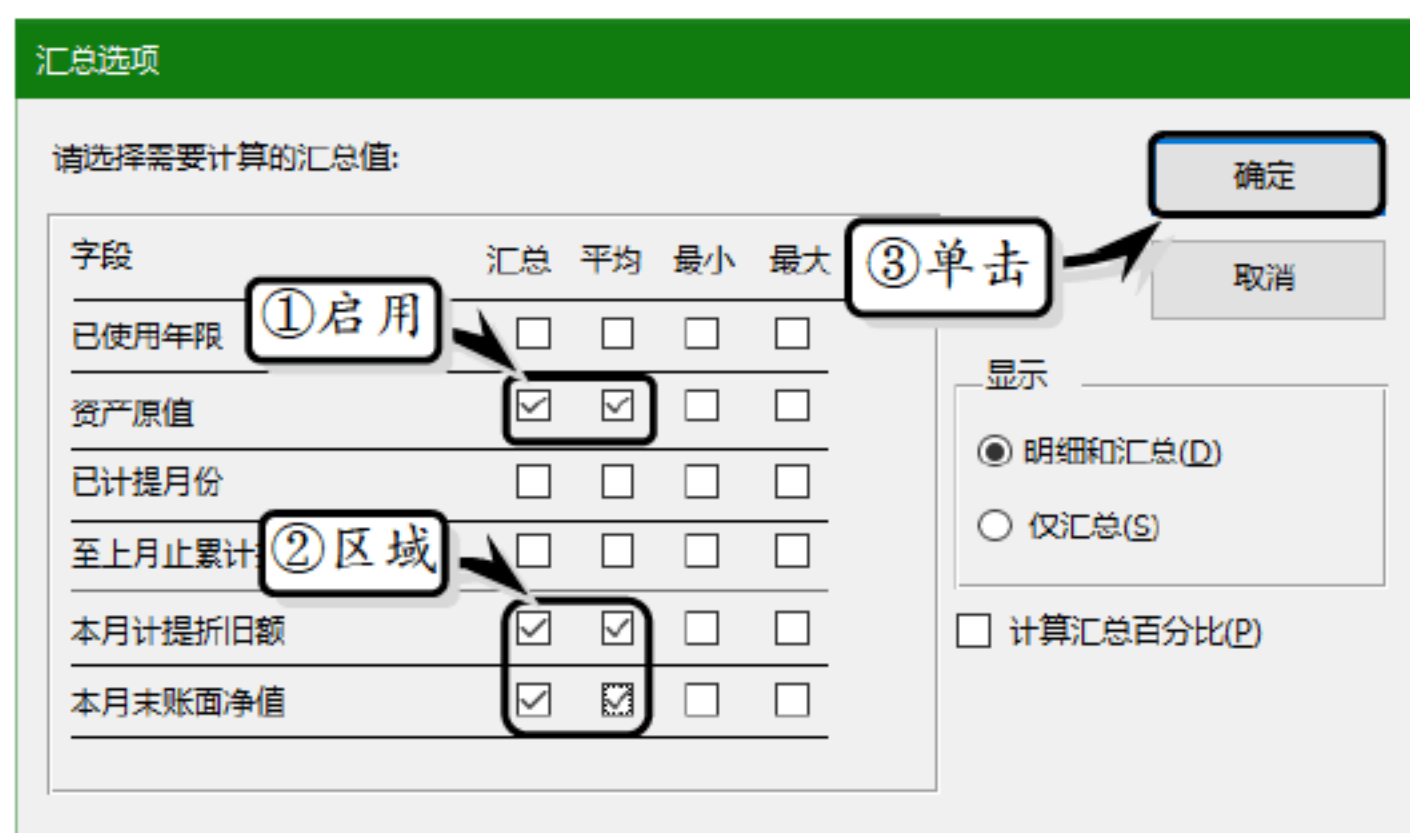 汇总选项
请选择需要计算的汇总值:
确定
取消
字段 汇总 平均 最小 最大
③单击
①启用
已使用年限
资产原值
已计提月份
②区域
至上月止累计
本月计提折旧额
本月末账面净值
显示
明细和汇总(D)
仅汇总(S)
计算汇总百分比(P)